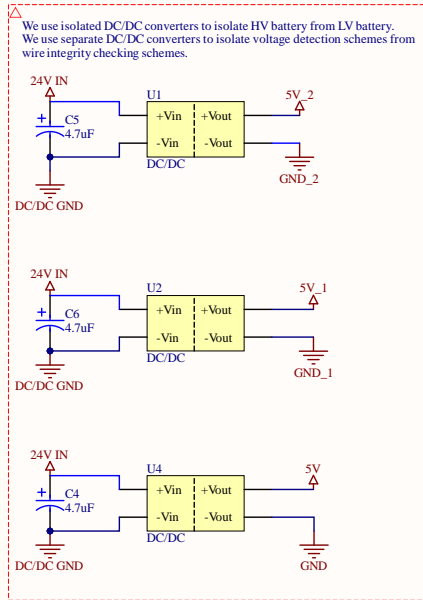 We use isolated DC/DC converters to isolate HV battery from LV battery.
We use separate DC/DC converters to isolate voltage detection schemes from
wire integrity checking schemes.
24V IN
C5
4.7uF
DC/DC GND
U1
+Vin
+Vout
-Vin
-Vout
DC/DC
5V_2
GND_2
24V IN
C6
4.7uF
DC/DC GND
U2
+Vin
+Vout
-Vin
-Vout
DC/DC
5V_1
GND_1
24V IN
C4
4.7uF
DC/DC GND
U4
+Vin
+Vout
-Vin
-Vout
DC/DC
5V
GND